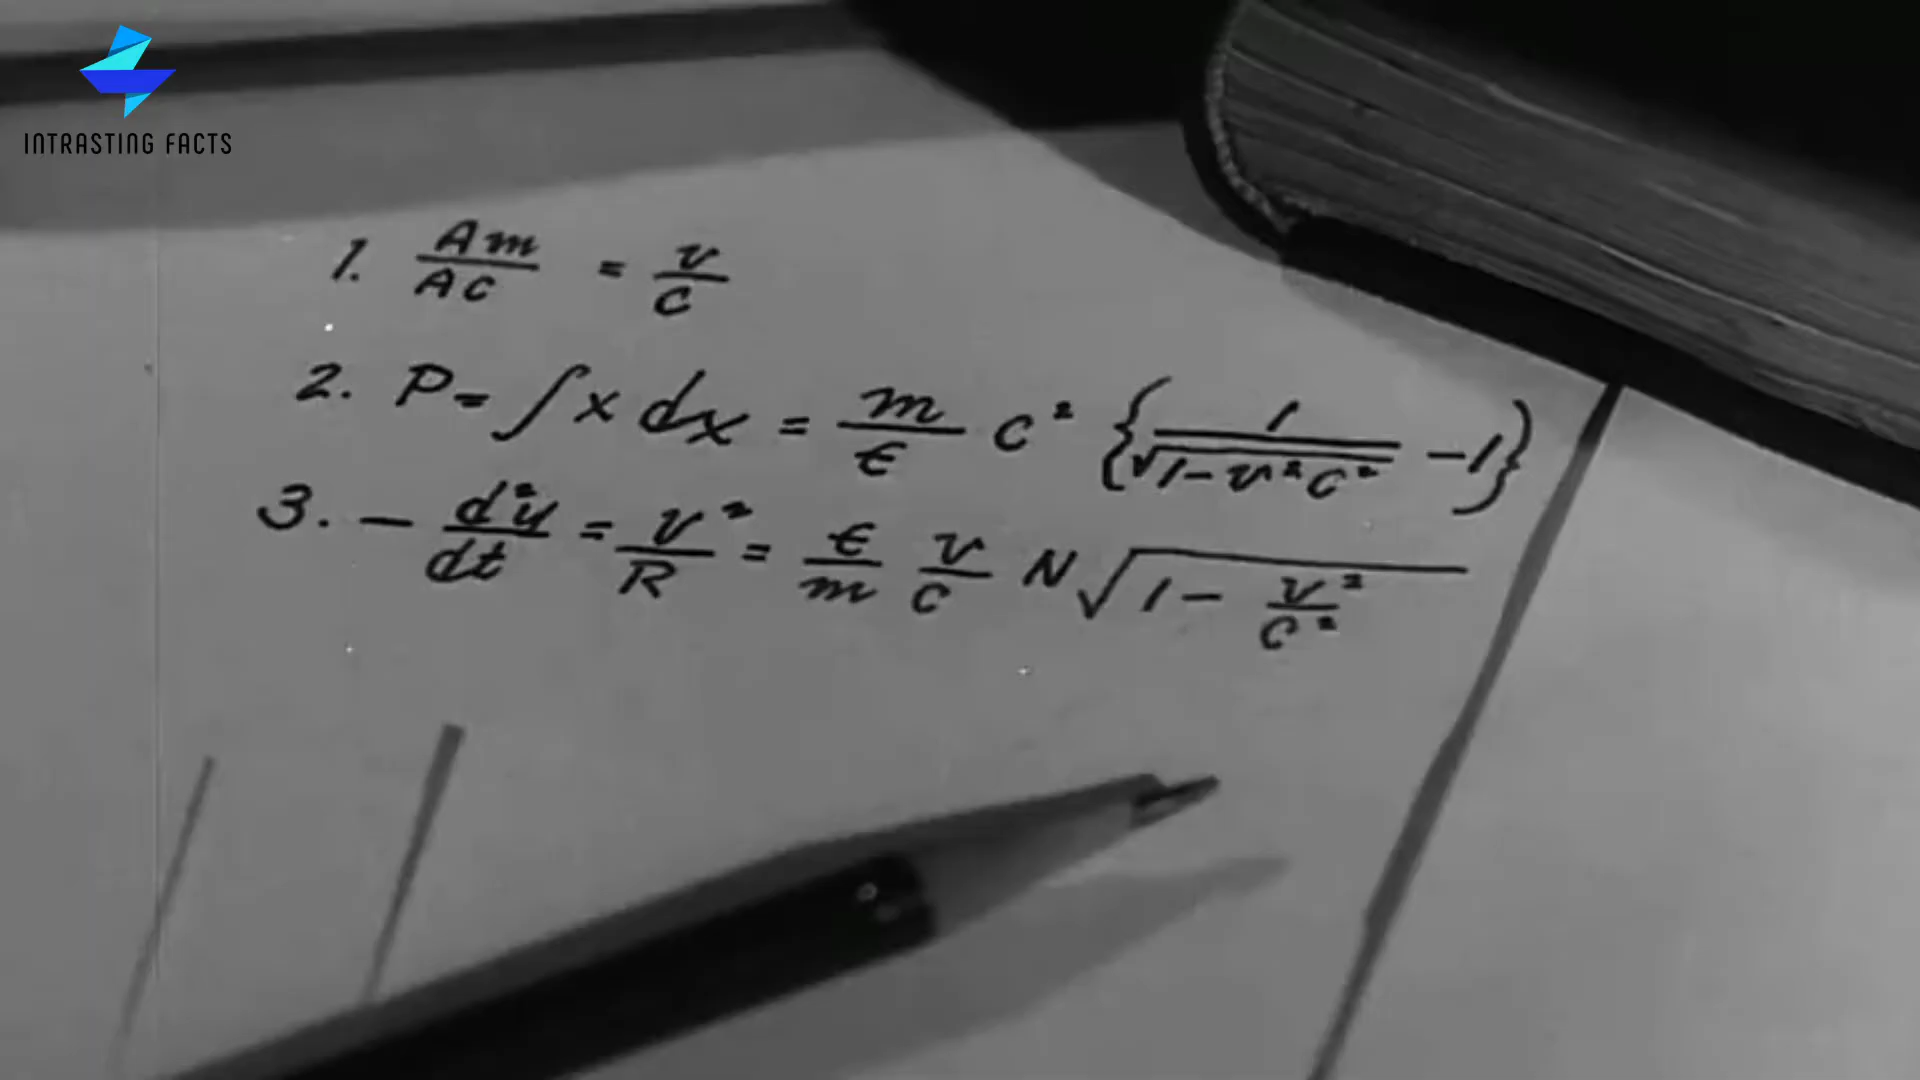 INTRASTING FACTS
1. Am/Ac = v/c
2. P = ∫ x dx = m/ϵ c² {1/√1-v²c² -1}
3. - d²y/dt = v²/R = ϵ/m v/c N √1 - v²/c²